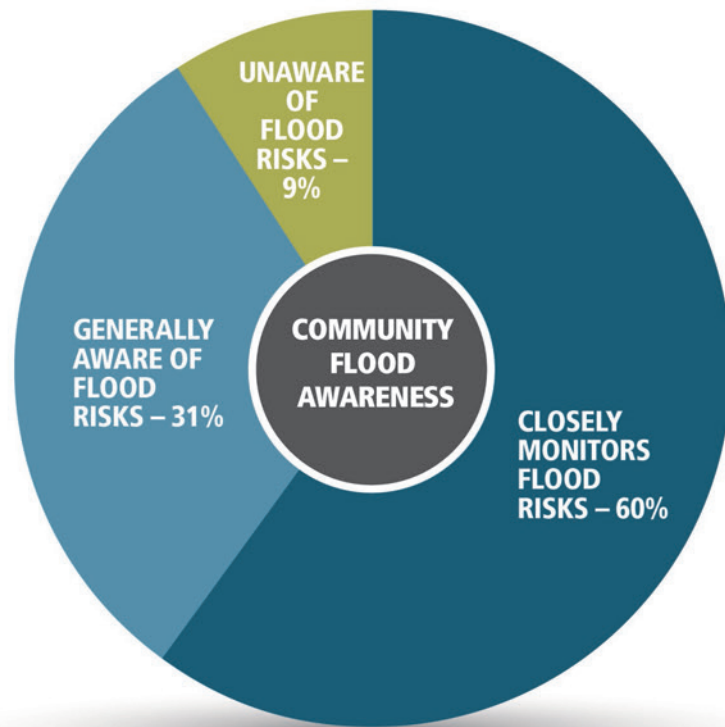 UNAWARE
OF
FLOOD
RISKS –
9%
GENERALLY
AWARE OF
FLOOD
RISKS – 31%
COMMUNITY
FLOOD
AWARENESS
CLOSELY
MONITORS
FLOOD
RISKS – 60%